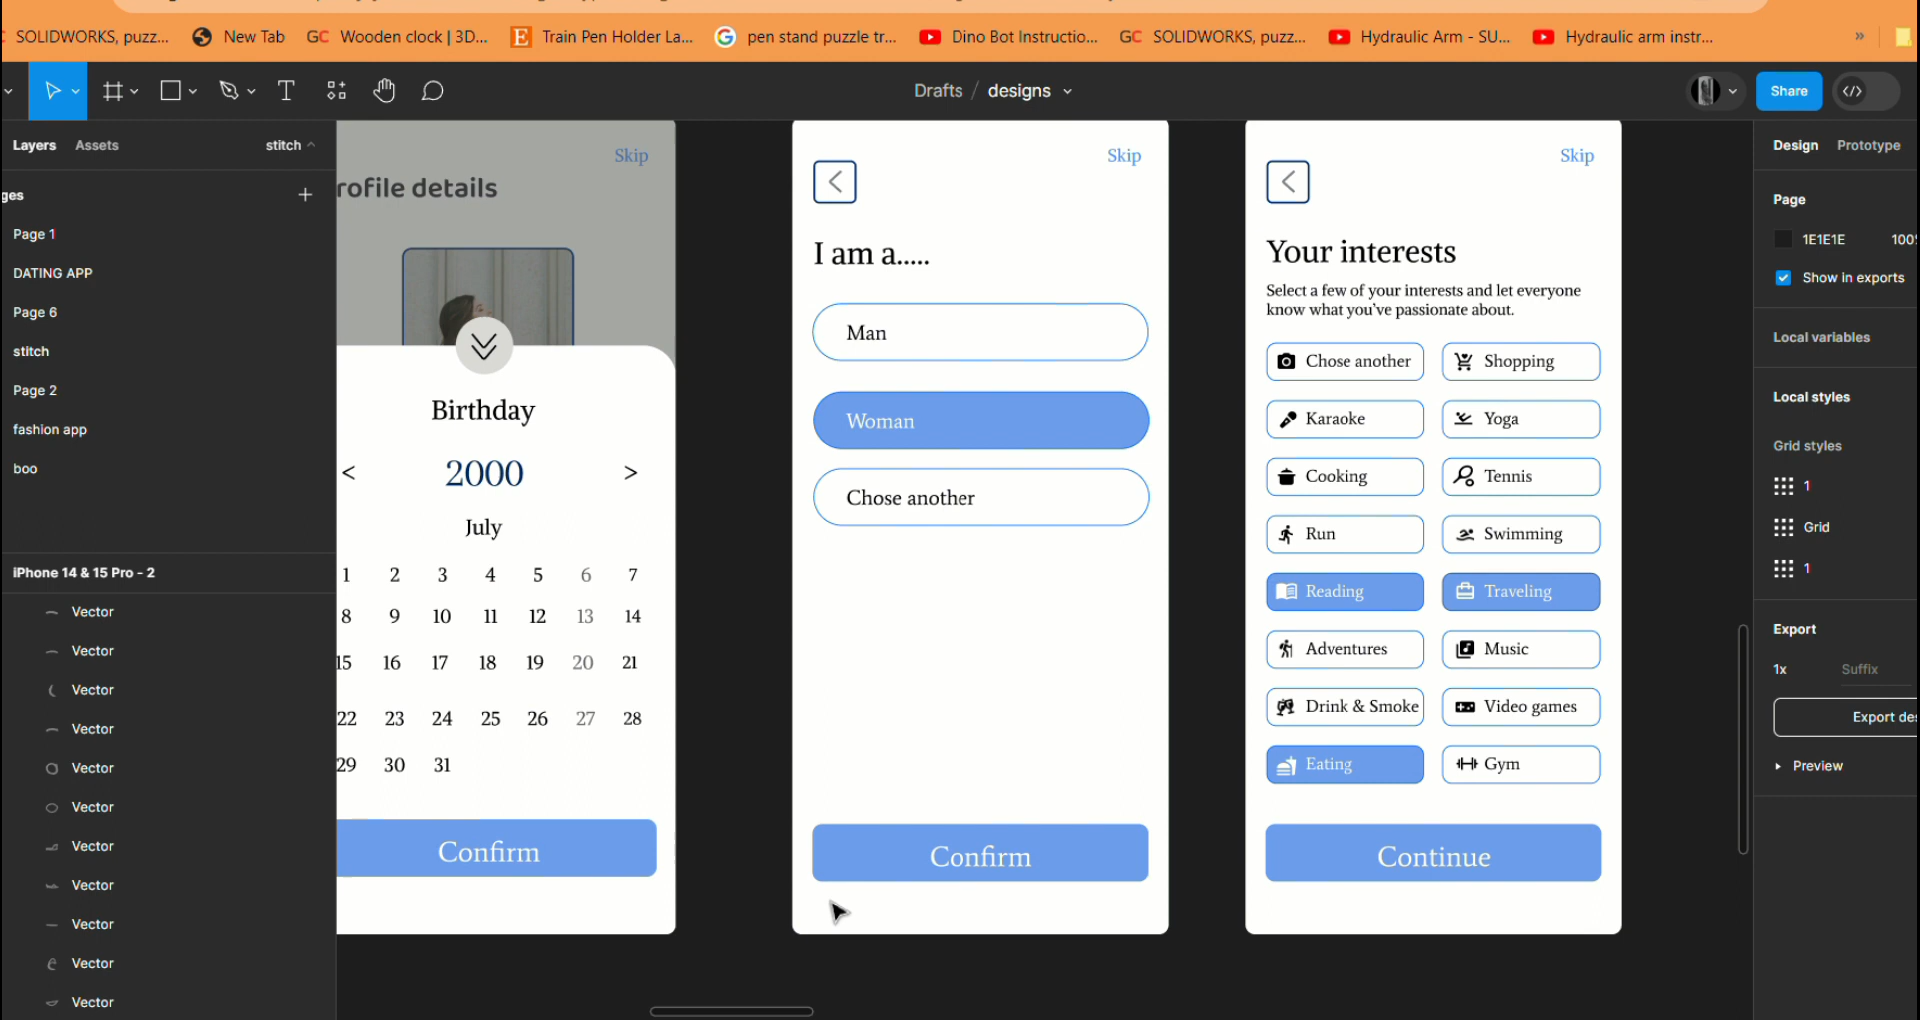 SOLIDWORKS, puzz... New Tab GC Wooden clock | 3D... E Train Pen Holder La... G pen stand puzzle tr... Dino Bot Instructio... GC SOLIDWORKS, puzz... Hydraulic Arm - SU... Hydraulic arm instr... »
T Drafts / designs Share </>
Layers Assets stitch
ges +
Page 1
DATING APP
Page 6
stitch
Page 2
fashion app
boo
iPhone 14 & 15 Pro - 2
Vector
Vector
Vector
Vector
Vector
Vector
Vector
Vector
Vector
Vector
Vector
Skip
rofile details
Birthday
< 2000 >
July
1 2 3 4 5 6 7
8 9 10 11 12 13 14
15 16 17 18 19 20 21
22 23 24 25 26 27 28
29 30 31
Confirm
Skip
I am a.....
Man
Woman
Chose another
Confirm
Skip
Your interests
Select a few of your interests and let everyone
know what you've passionate about.
Chose another Shopping
Karaoke Yoga
Cooking Tennis
Run Swimming
Reading Traveling
Adventures Music
Drink & Smoke Video games
Eating Gym
Continue
Design Prototype
Page
1E1E1E 100%
Show in exports
Local variables
Local styles
Grid styles
1
Grid
1
Export
1x Suffix
Export des
Preview